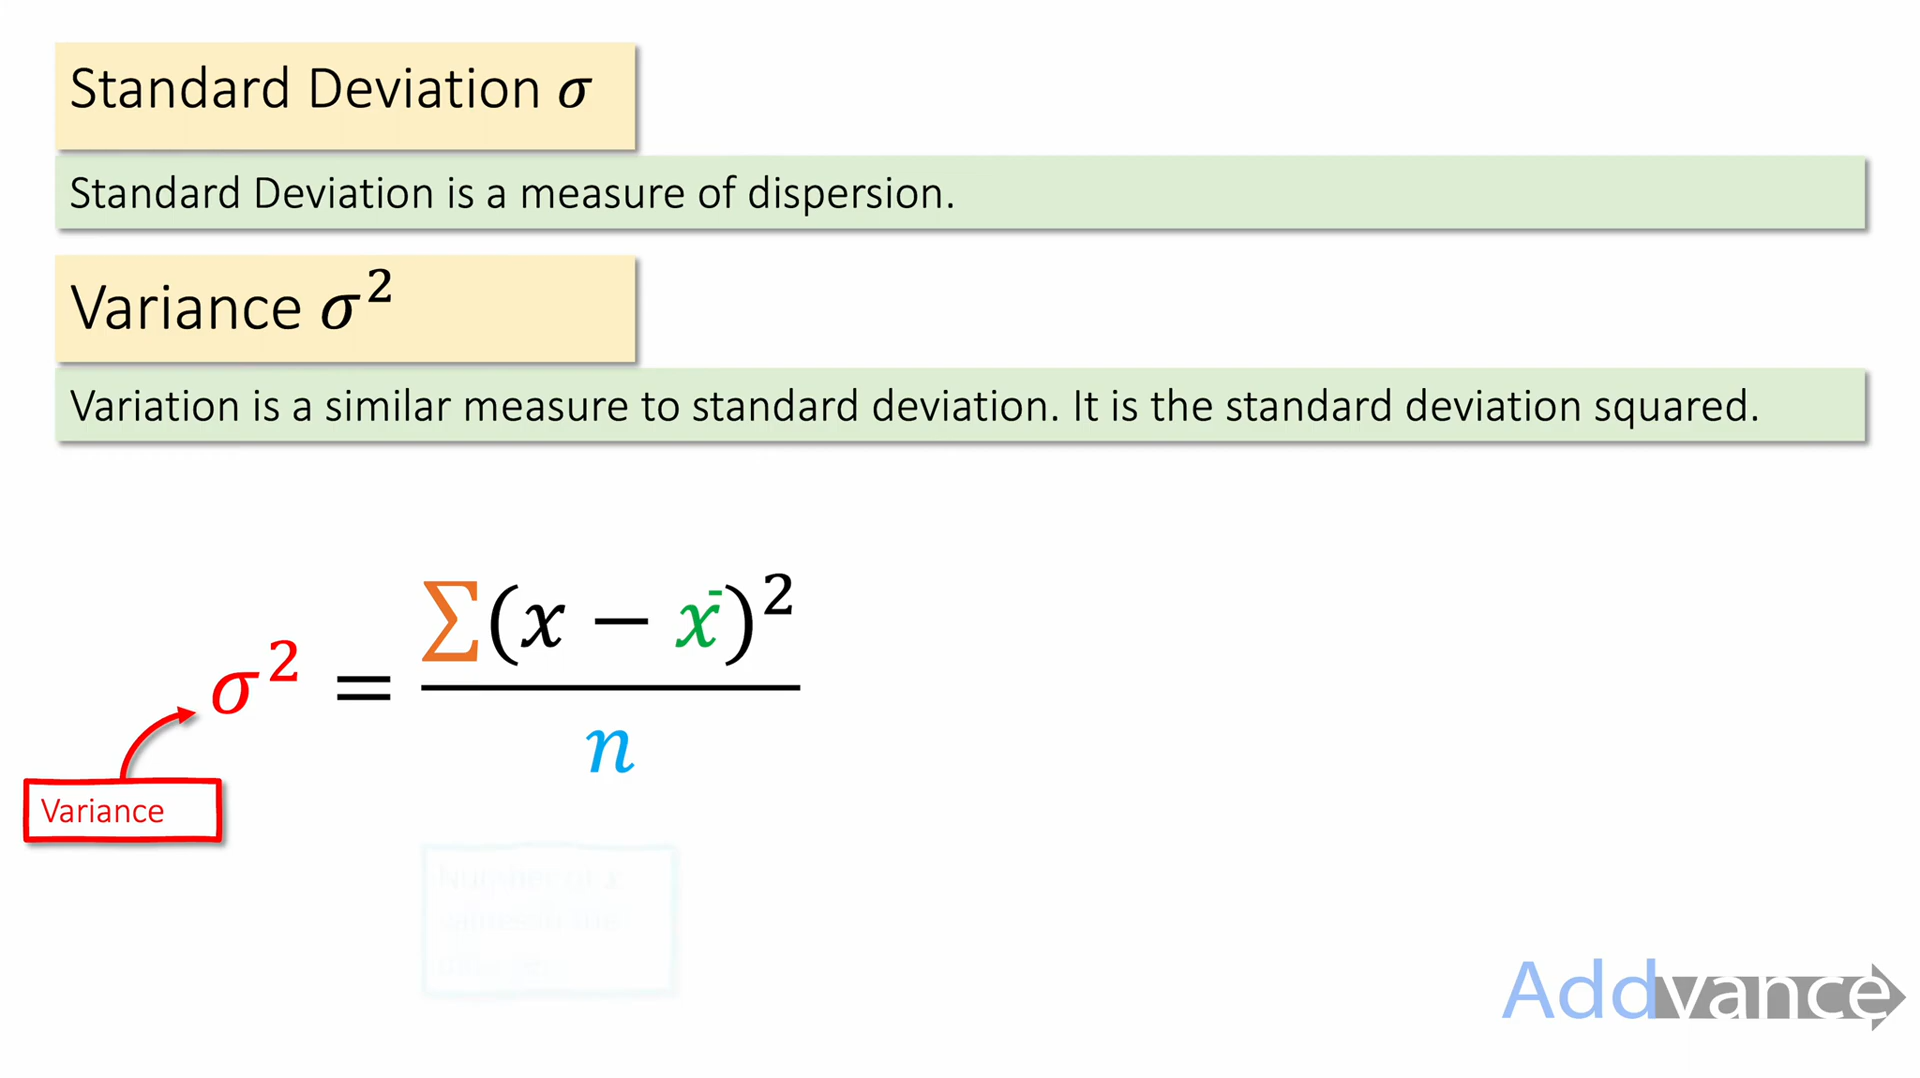 Standard Deviation σ
Standard Deviation is a measure of dispersion.
Variance σ²
Variation is a similar measure to standard deviation. It is the standard deviation squared.
σ² = ∑(x − x̄)² / n
Variance
Addvance